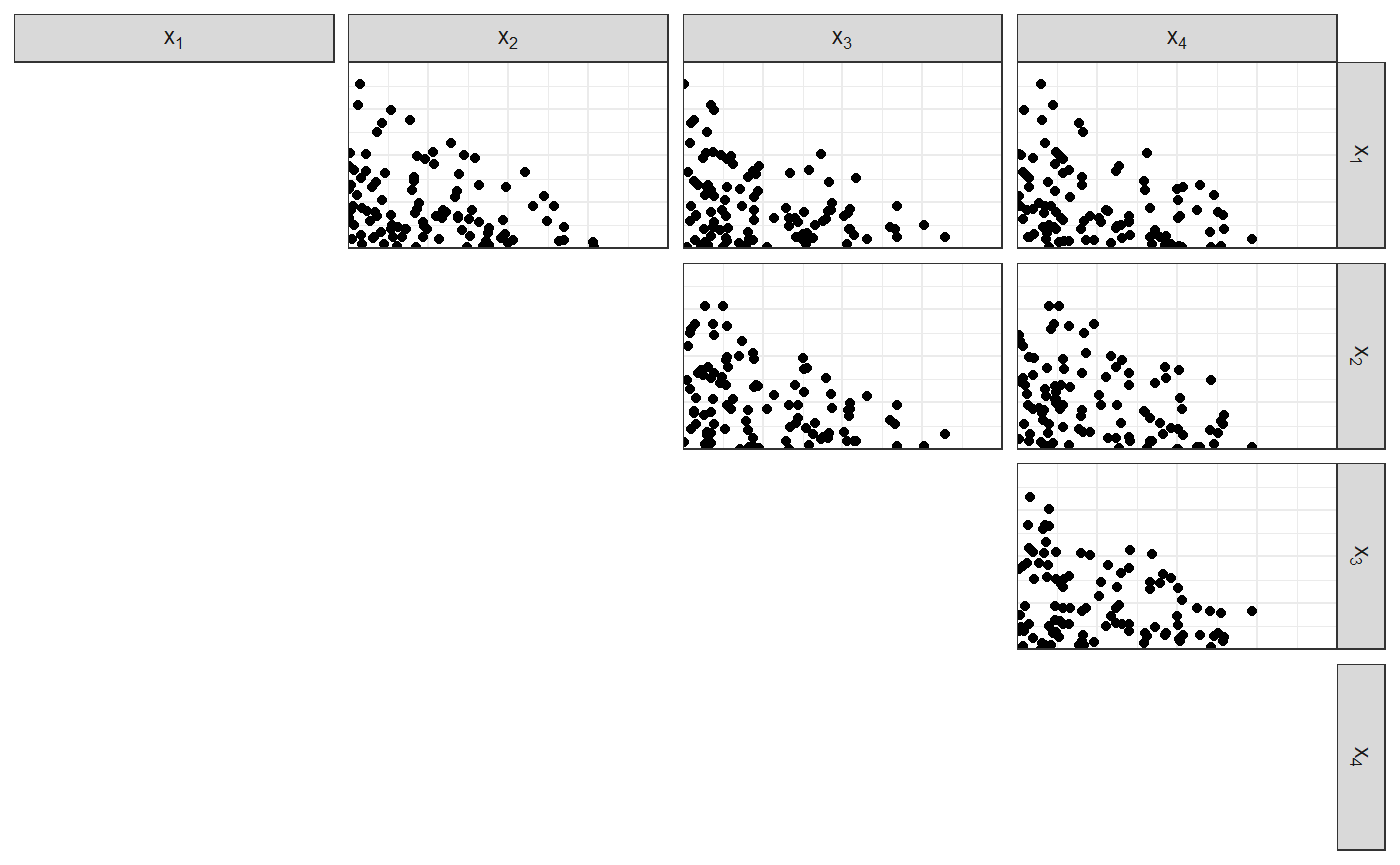 x₁ x₂ x₃ x₄
x₁
x₂
x₃
x₄